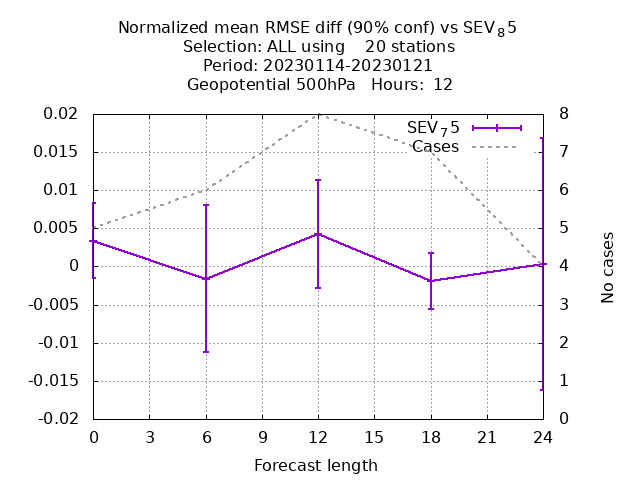 Normalized mean RMSE diff (90% conf) vs SEV₈5
Selection: ALL using    20 stations
Period: 20230114-20230121
Geopotential 500hPa   Hours:  12
SEV₇5
Cases
0.02
0.015
0.01
0.005
0
-0.005
-0.01
-0.015
-0.02
8
7
6
5
4
3
2
1
0
No cases
0 3 6 9 12 15 18 21 24
Forecast length